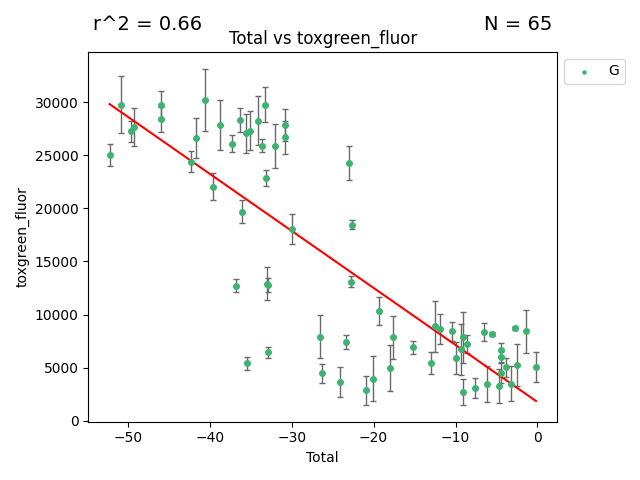 r^2 = 0.66
N = 65
Total vs toxgreen_fluor
G
30000
25000
20000
15000
10000
5000
0
toxgreen_fluor
−50
−40
−30
−20
−10
0
Total